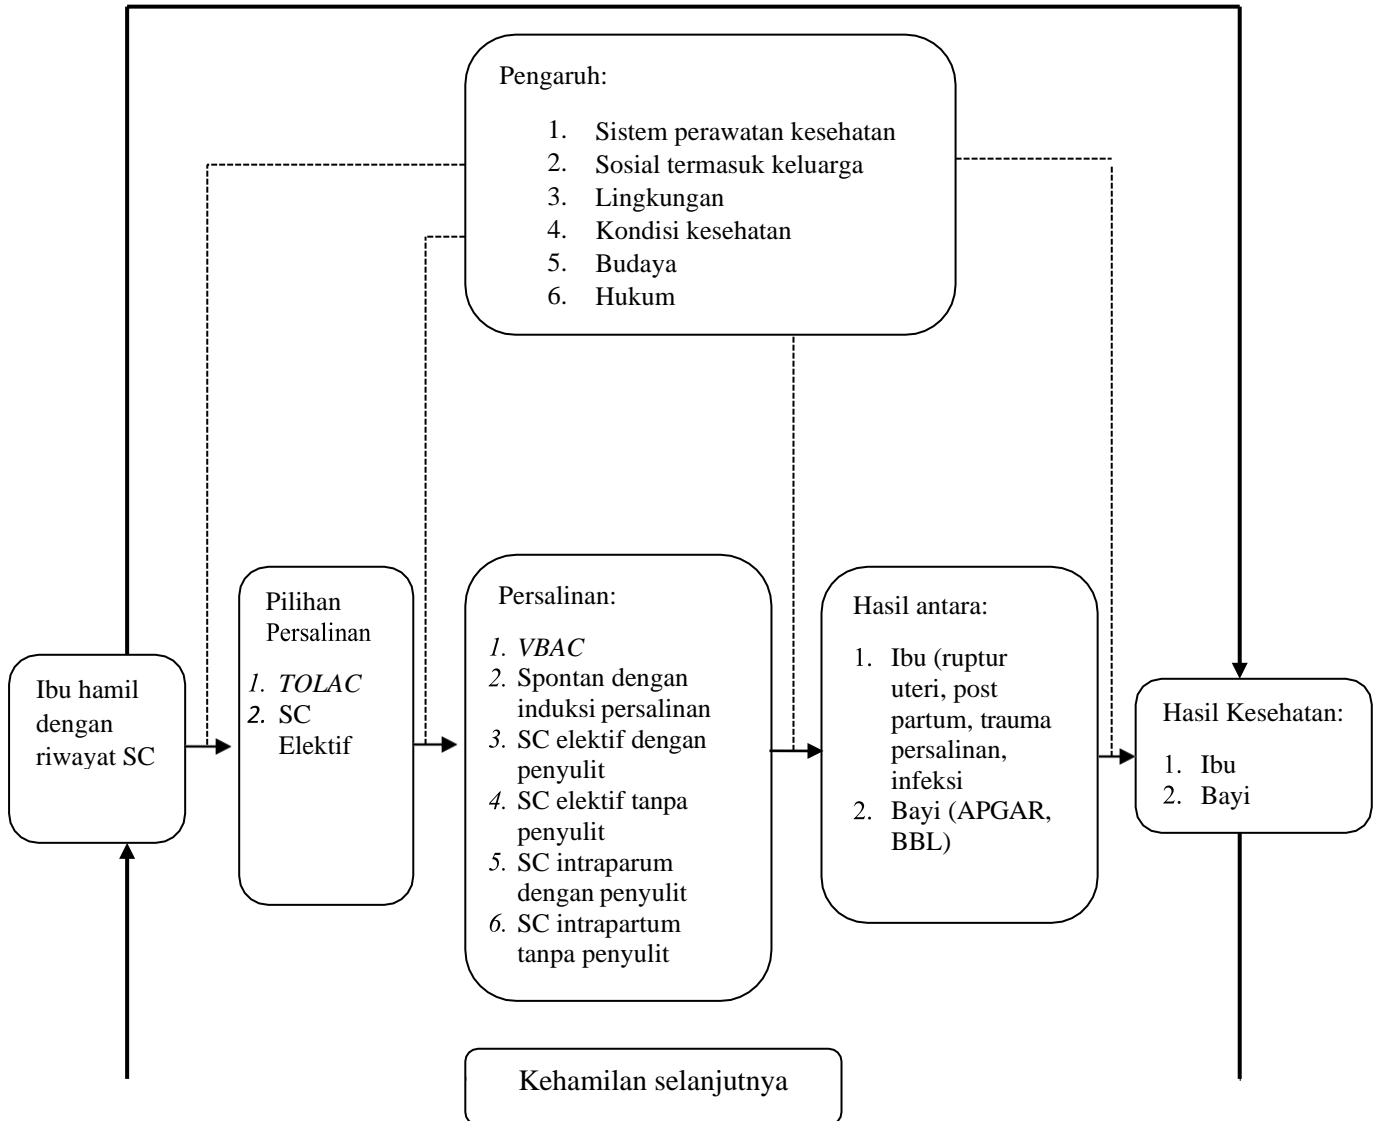 Pengaruh:
1. Sistem perawatan kesehatan
2. Sosial termasuk keluarga
3. Lingkungan
4. Kondisi kesehatan
5. Budaya
6. Hukum
Ibu hamil
dengan
riwayat SC
Pilihan
Persalinan
1. TOLAC
2. SC
Elektif
Persalinan:
1. VBAC
2. Spontan dengan
induksi persalinan
3. SC elektif dengan
penyulit
4. SC elektif tanpa
penyulit
5. SC intraparum
dengan penyulit
6. SC intrapartum
tanpa penyulit
Hasil antara:
1. Ibu (ruptur
uteri, post
partum, trauma
persalinan,
infeksi
2. Bayi (APGAR,
BBL)
Hasil Kesehatan:
1. Ibu
2. Bayi
Kehamilan selanjutnya